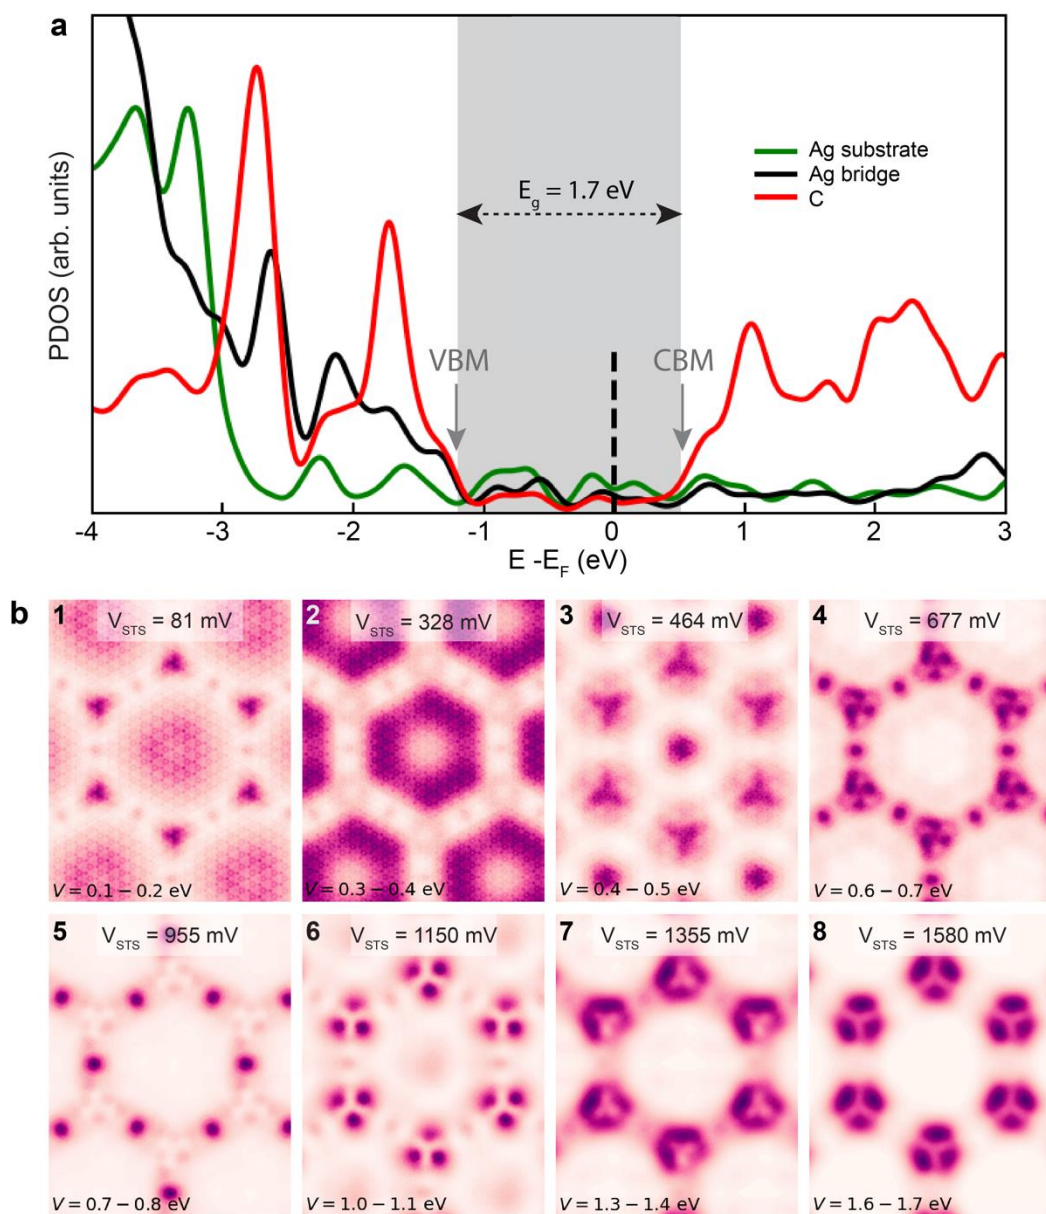 a
PDOS (arb. units)
E_g = 1.7 eV
Ag substrate
Ag bridge
C
VBM
CBM
-4 -3 -2 -1 0 1 2 3
E -E_F (eV)
b
1 V_STS = 81 mV
V = 0.1 – 0.2 eV
2 V_STS = 328 mV
V = 0.3 – 0.4 eV
3 V_STS = 464 mV
V = 0.4 – 0.5 eV
4 V_STS = 677 mV
V = 0.6 – 0.7 eV
5 V_STS = 955 mV
V = 0.7 – 0.8 eV
6 V_STS = 1150 mV
V = 1.0 – 1.1 eV
7 V_STS = 1355 mV
V = 1.3 – 1.4 eV
8 V_STS = 1580 mV
V = 1.6 – 1.7 eV